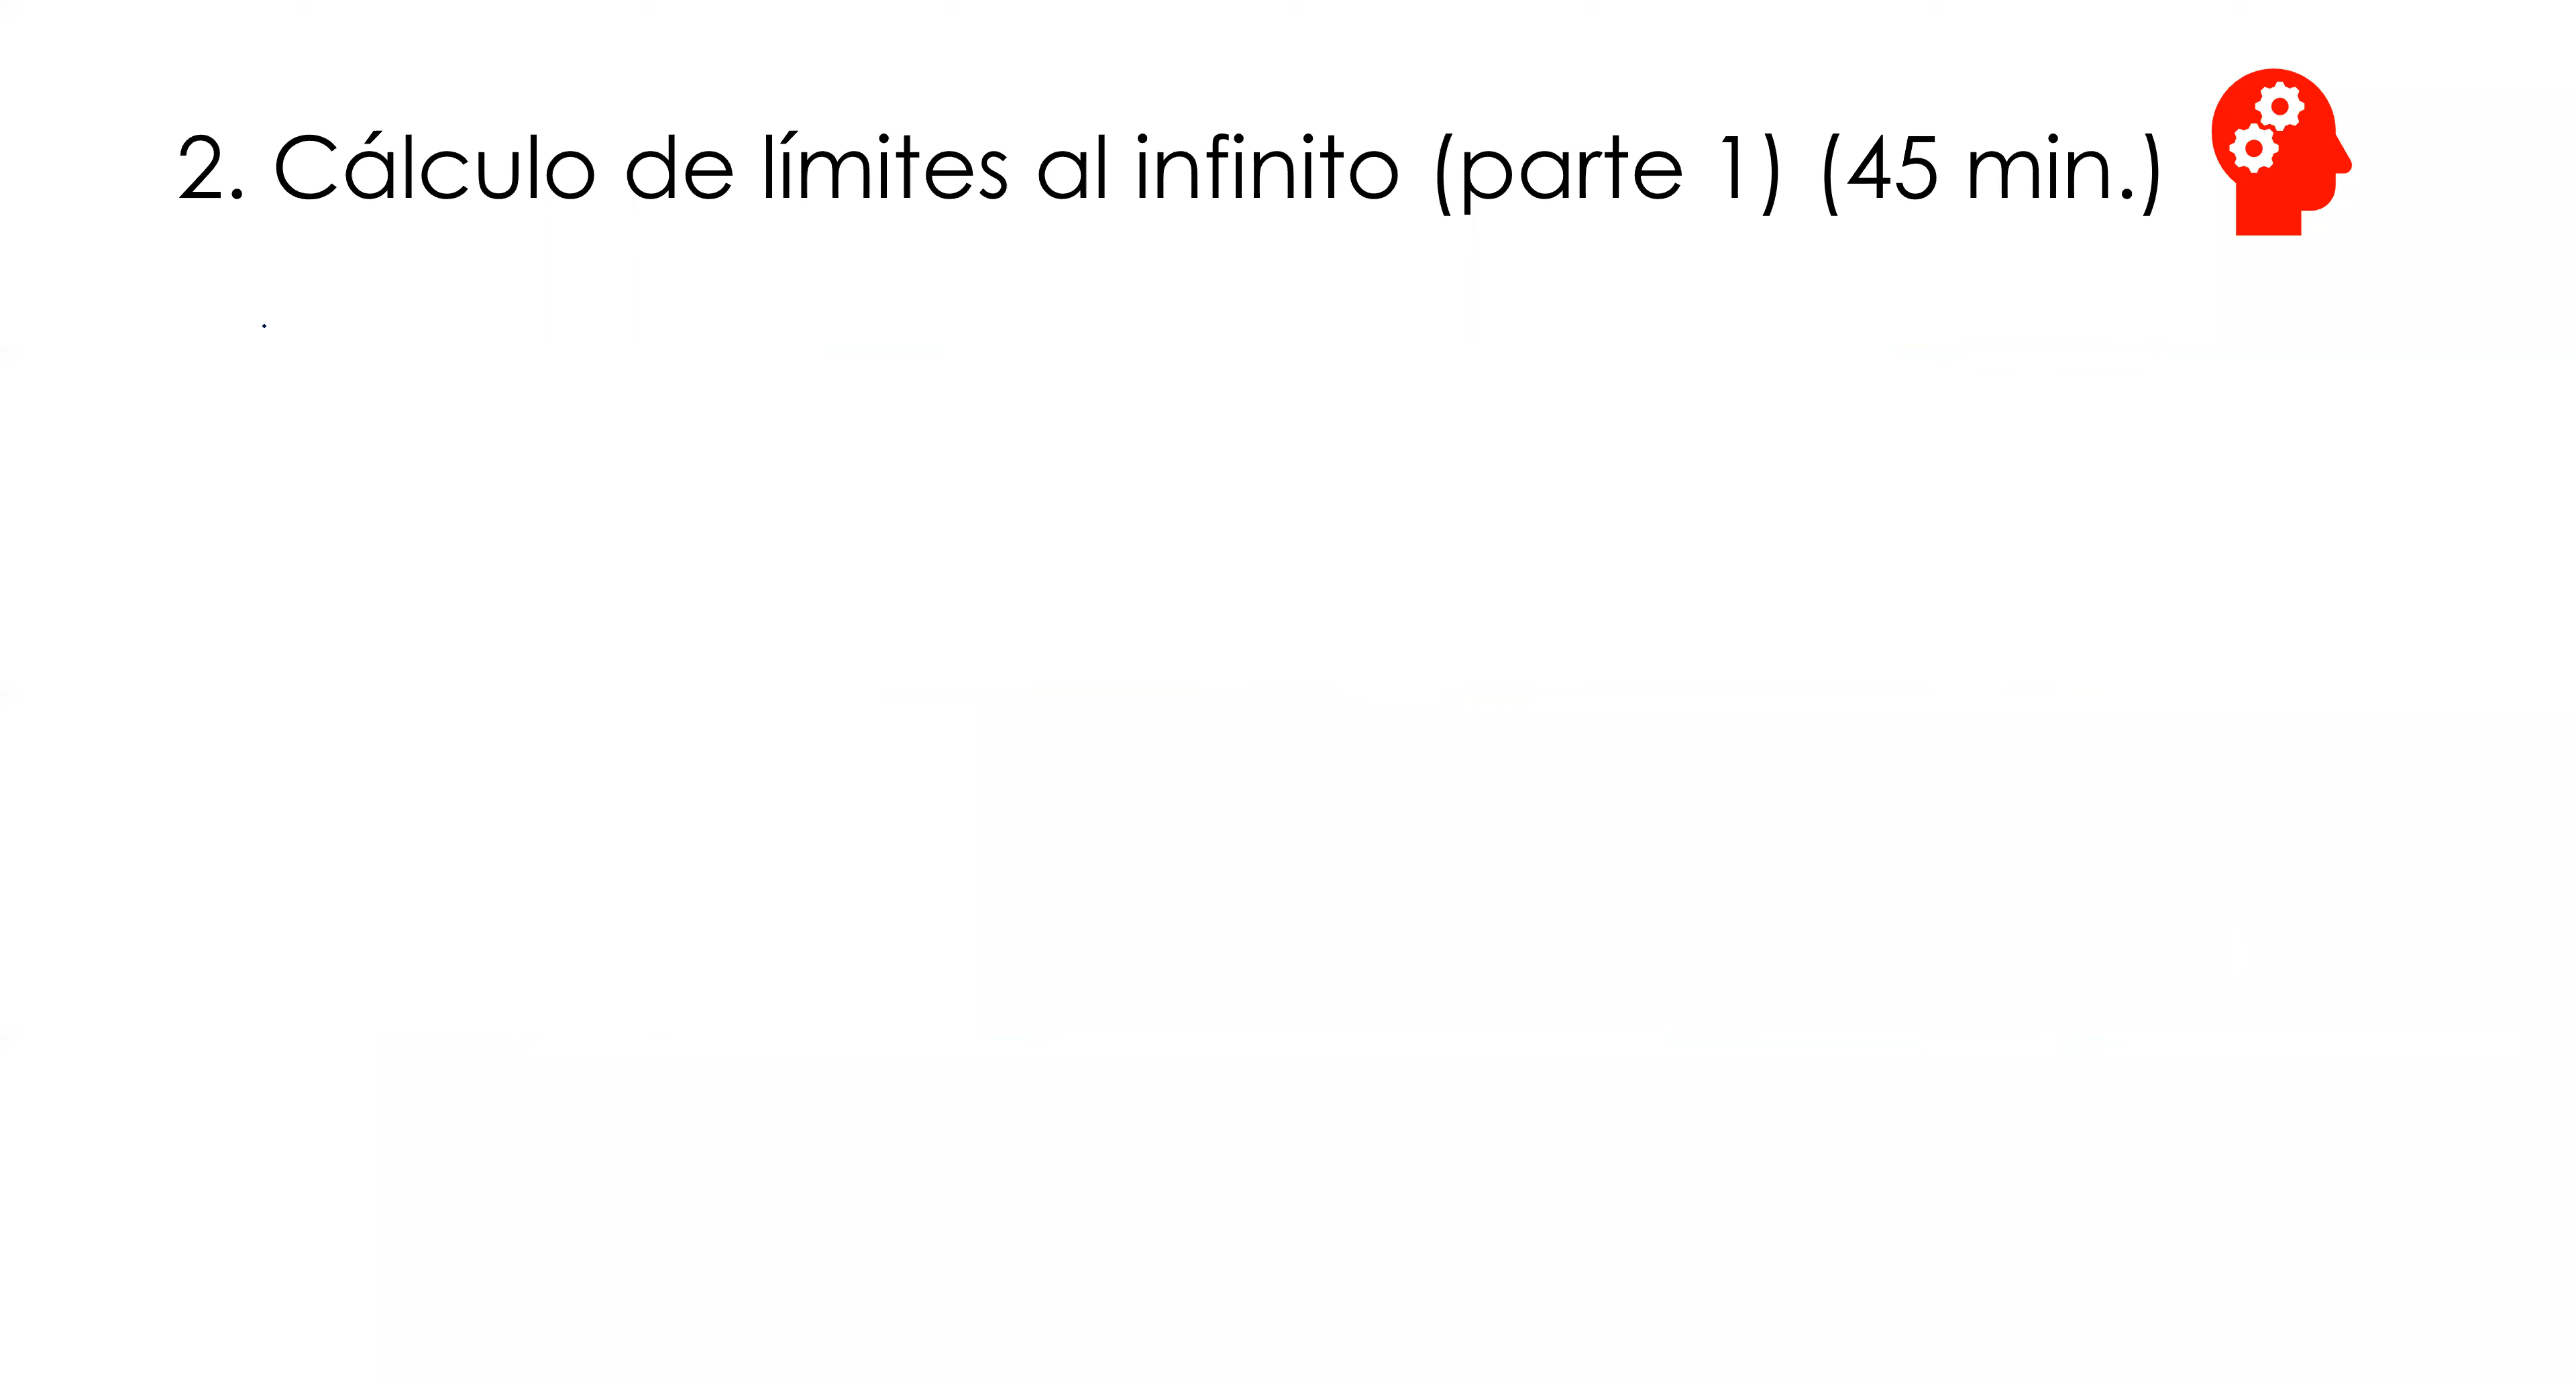 2. Cálculo de límites al infinito (parte 1) (45 min.)